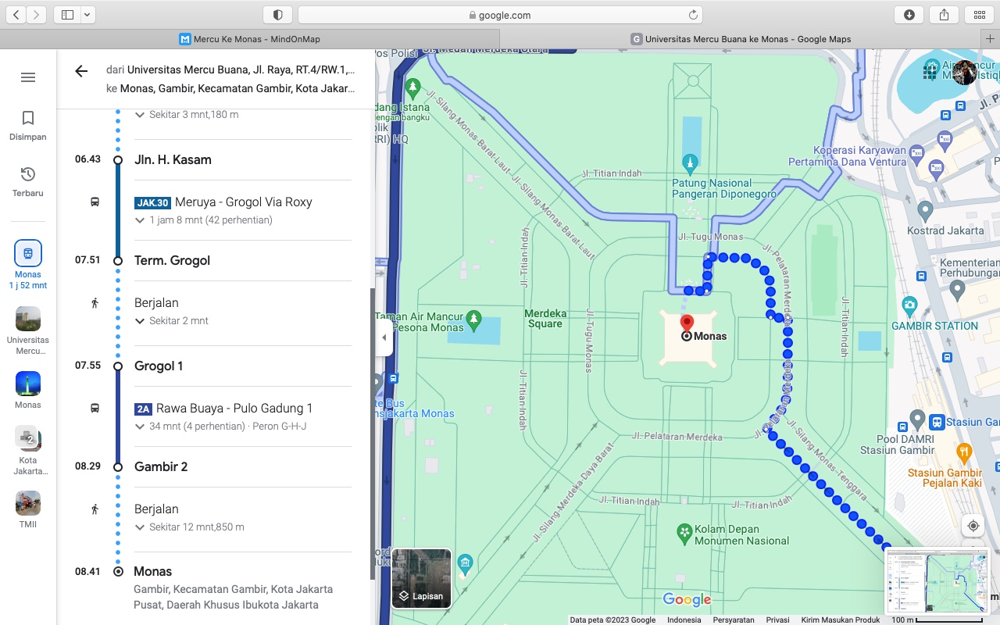 google.com
Mercu Ke Monas - MindOnMap
Universitas Mercu Buana ke Monas - Google Maps
dari Universitas Mercu Buana, Jl. Raya, RT.4/RW.1,...
ke Monas, Gambir, Kecamatan Gambir, Kota Jakar...
Disimpan
Terbaru
Monas
1 j 52 mnt
Universitas
Mercu...
Monas
2
Kota
Jakarta...
TMII
Sekitar 3 mnt,180 m
06.43
Jln. H. Kasam
JAK.30 Meruya - Grogol Via Roxy
1 jam 8 mnt (42 perhentian)
07.51
Term. Grogol
Berjalan
Sekitar 2 mnt
07.55
Grogol 1
2A Rawa Buaya - Pulo Gadung 1
34 mnt (4 perhentian) · Peron G-H-J
08.29
Gambir 2
Berjalan
Sekitar 12 mnt,850 m
08.41
Monas
Gambir, Kecamatan Gambir, Kota Jakarta
Pusat, Daerah Khusus Ibukota Jakarta
Pos Polisi
Jl. Medan Merdeka Utara
dang Istana
engan bangku
RRI) HQ
Jl. Silang Monas Barat Laut
Jl. Silang Monas Barat Laut
Jl. Titian Indah
Patung Nasional
Pangeran Diponegoro
Koperasi Karyawan
Pertamina Dana Ventura
Kostrad Jakarta
Kementerian
Perhubungan
Jl. Tugu Monas
Jl. Pelataran Merdeka
Jl. Titian Indah
Jl. Titian Indah
GAMBIR STATION
Taman Air Mancur
Pesona Monas
Merdeka
Square
Monas
Jl. Tugu Monas
Jl. Titian Indah
te Bus
nsjakarta Monas
Jl. Pelataran Merdeka
Jl. Silang Monas Tenggara
Pool DAMRI
Stasiun Gambir
Stasiun Gar
Stasiun Gambir
Pejalan Kaki
Jl. Silang Merdeka Daya Barat
Jl. Titian Indah
Jl. Titian Indah
Kolam Depan
Monumen Nasional
Lapisan
Google
Data peta ©2023 Google
Indonesia
Persyaratan
Privasi
Kirim Masukan Produk
100 m